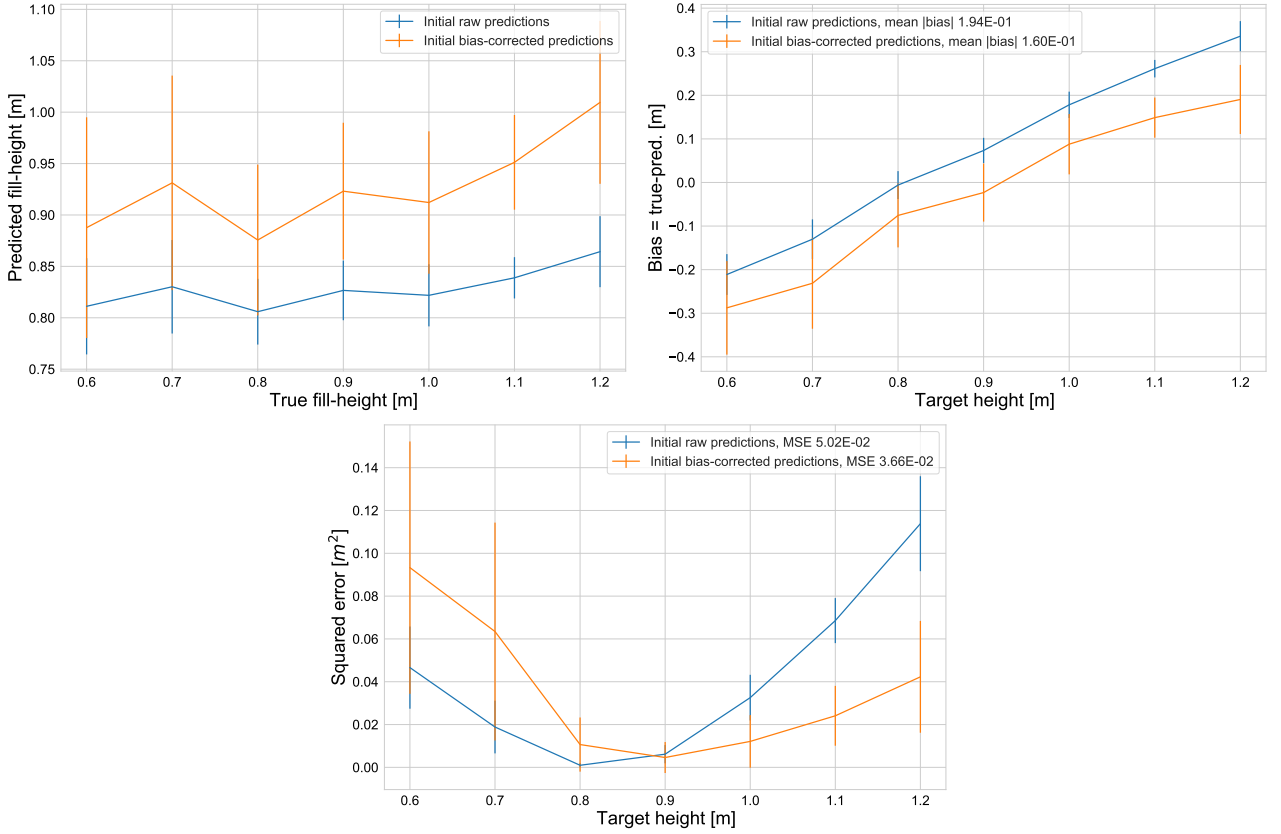 1.10
1.05
1.00
0.95
0.90
0.85
0.80
0.75
Predicted fill-height [m]
0.6 0.7 0.8 0.9 1.0 1.1 1.2
True fill-height [m]
Initial raw predictions
Initial bias-corrected predictions
0.4
0.3
0.2
0.1
0.0
−0.1
−0.2
−0.3
−0.4
Bias = true-pred. [m]
0.6 0.7 0.8 0.9 1.0 1.1 1.2
Target height [m]
Initial raw predictions, mean |bias| 1.94E-01
Initial bias-corrected predictions, mean |bias| 1.60E-01
0.14
0.12
0.10
0.08
0.06
0.04
0.02
0.00
Squared error [m²]
0.6 0.7 0.8 0.9 1.0 1.1 1.2
Target height [m]
Initial raw predictions, MSE 5.02E-02
Initial bias-corrected predictions, MSE 3.66E-02